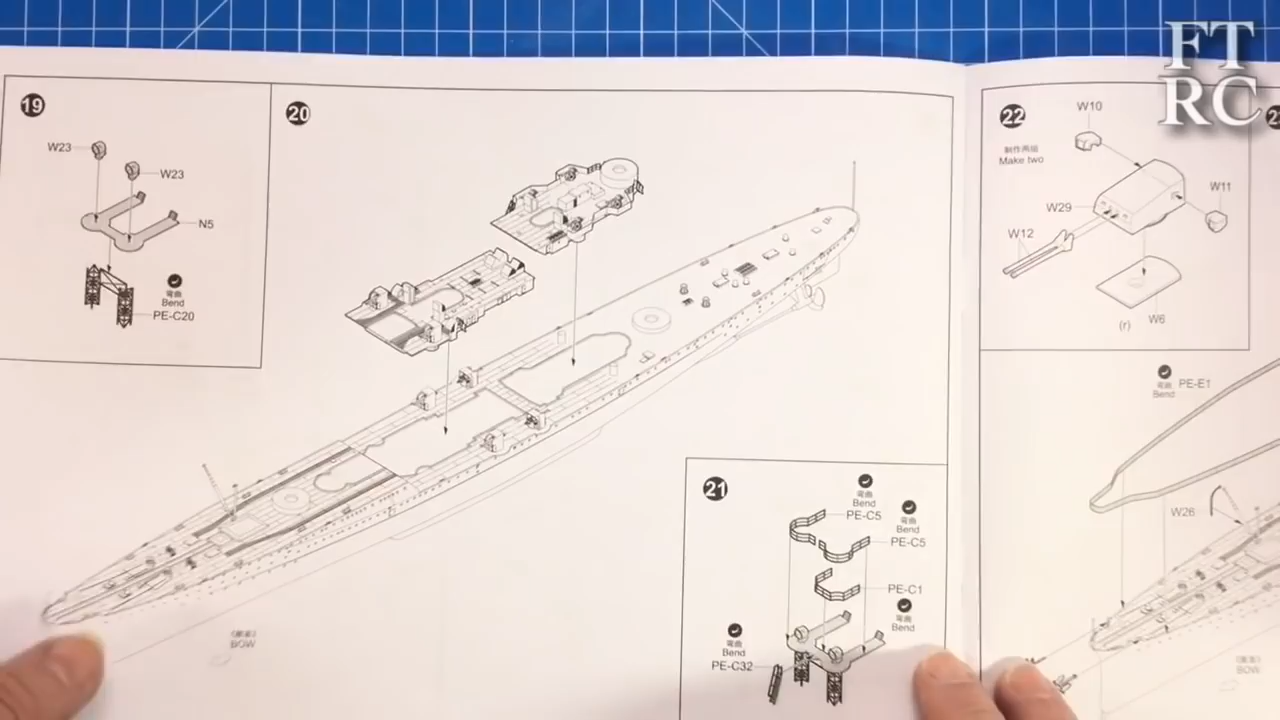 FT
RC
19
W23
W23
N5
弯曲
Bend
PE-C20
20
BOW
21
弯曲
Bend
PE-C5
弯曲
Bend
PE-C5
PE-C1
弯曲
Bend
弯曲
Bend
PE-C32
22
制作两组
Make two
W10
W11
W29
W12
W6
(r)
弯曲
Bend
PE-E1
W26
BOW